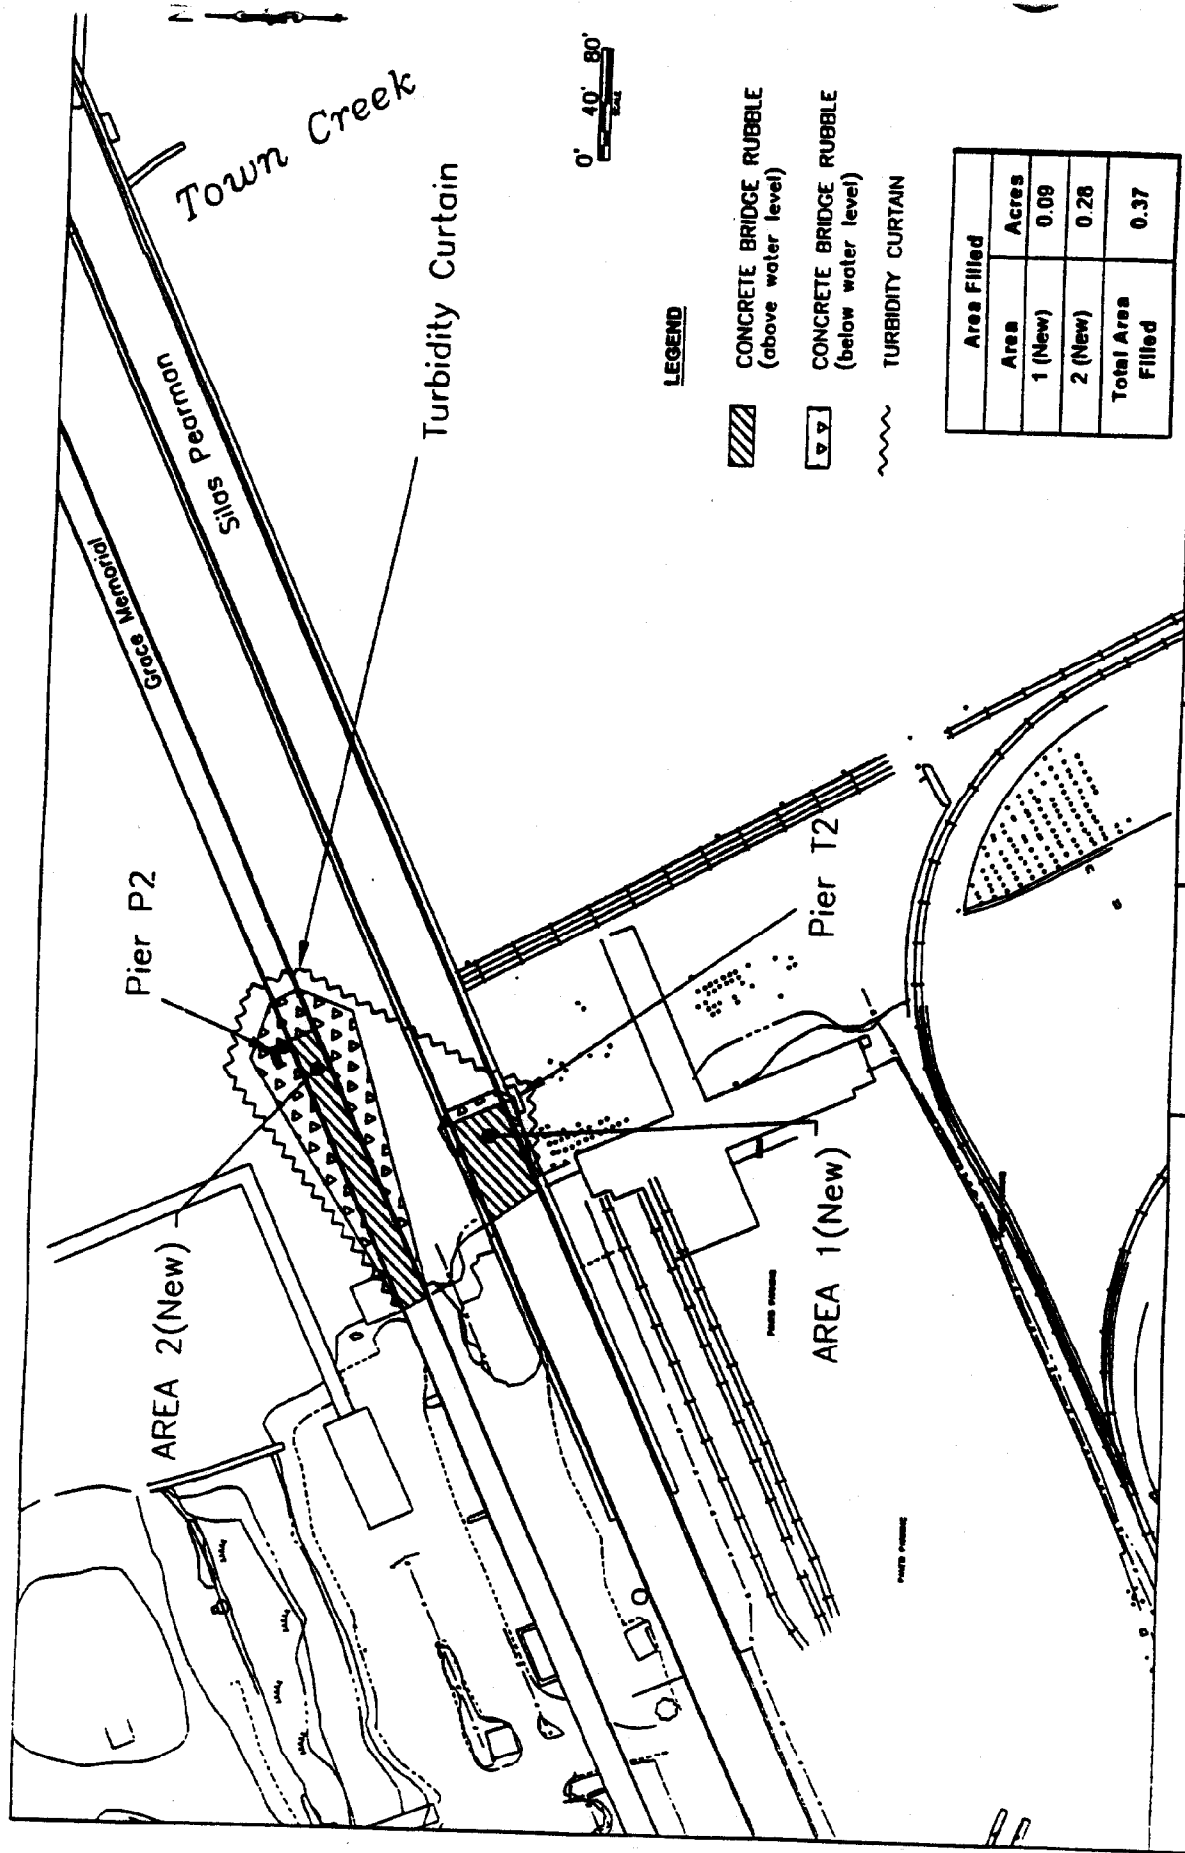 N
Town Creek
0' 40' 80'
SCALE
Grace Memorial
Silas Pearman
Turbidity Curtain
Pier P2
Pier T2
AREA 2(New)
AREA 1(New)
LEGEND
CONCRETE BRIDGE RUBBLE
(above water level)
CONCRETE BRIDGE RUBBLE
(below water level)
TURBIDITY CURTAIN
Area Filled
Area Acres
1 (New) 0.09
2 (New) 0.28
Total Area
Filled
0.37